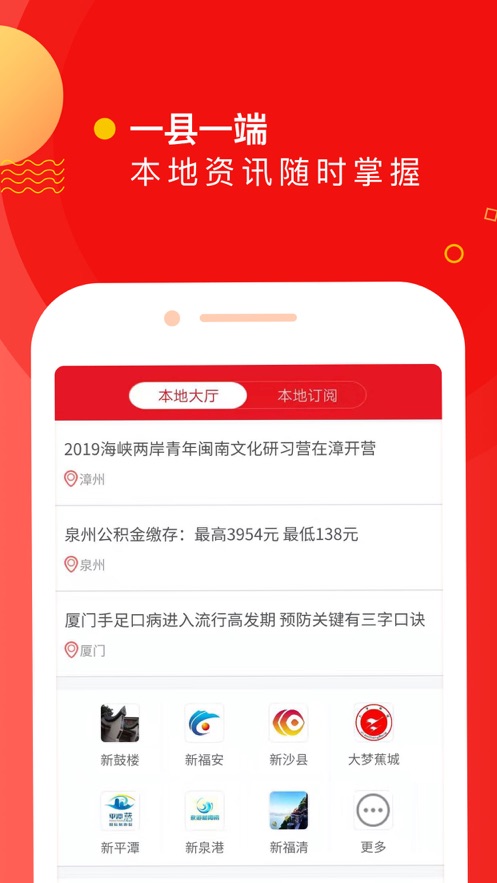 一县一端
本地资讯随时掌握
本地大厅 本地订阅
2019海峡两岸青年闽南文化研习营在漳开营
漳州
泉州公积金缴存：最高3954元 最低138元
泉州
厦门手足口病进入流行高发期 预防关键有三字口诀
厦门
新鼓楼 新福安 新沙县 大梦蕉城
新平潭 新泉港 新福清 更多